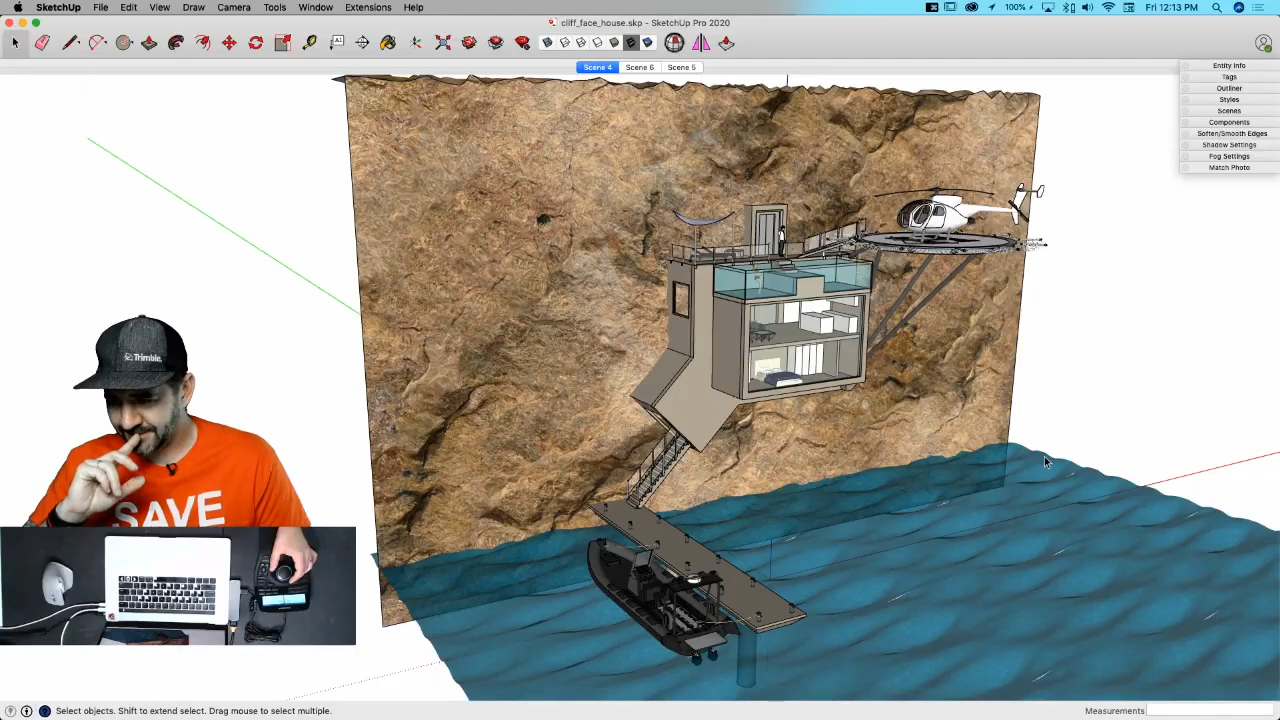 SketchUp File Edit View Draw Camera Tools Window Extensions Help
100% Fri 12:13 PM
cliff_face_house.skp - SketchUp Pro 2020
Scene 4 Scene 6 Scene 5
Entity Info
Tags
Outliner
Styles
Scenes
Components
Soften/Smooth Edges
Shadow Settings
Fog Settings
Match Photo
Trimble.
SAVE
Select objects. Shift to extend select. Drag mouse to select multiple.
Measurements